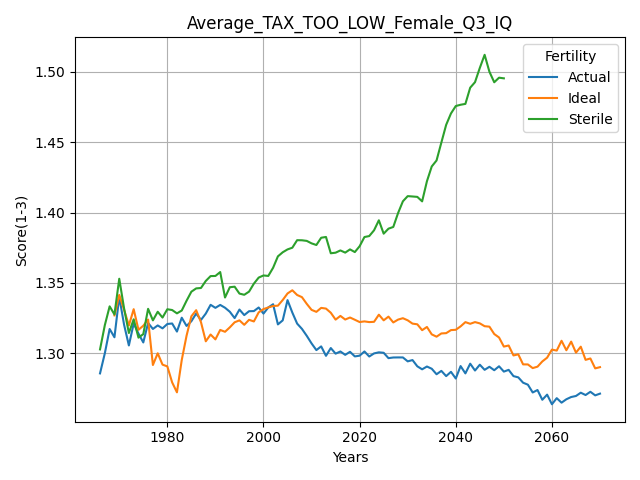 Average_TAX_TOO_LOW_Female_Q3_IQ
Fertility
Actual
Ideal
Sterile
Score(1-3)
1.50
1.45
1.40
1.35
1.30
1980
2000
2020
2040
2060
Years